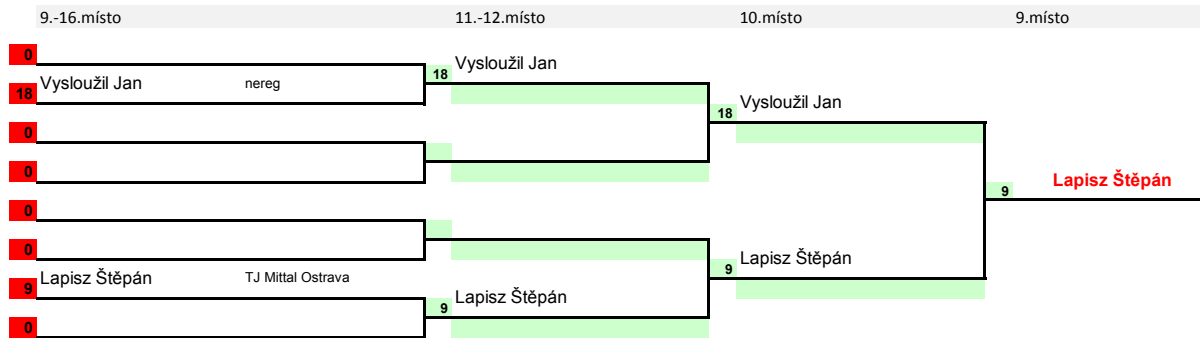 9.-16.místo 11.-12.místo 10.místo 9.místo
0
18 Vysloužil Jan nereg
18 Vysloužil Jan
0
18 Vysloužil Jan
0
0
9 Lapisz Štěpán
0
9 Lapisz Štěpán
9 Lapisz Štěpán TJ Mittal Ostrava
9 Lapisz Štěpán
0